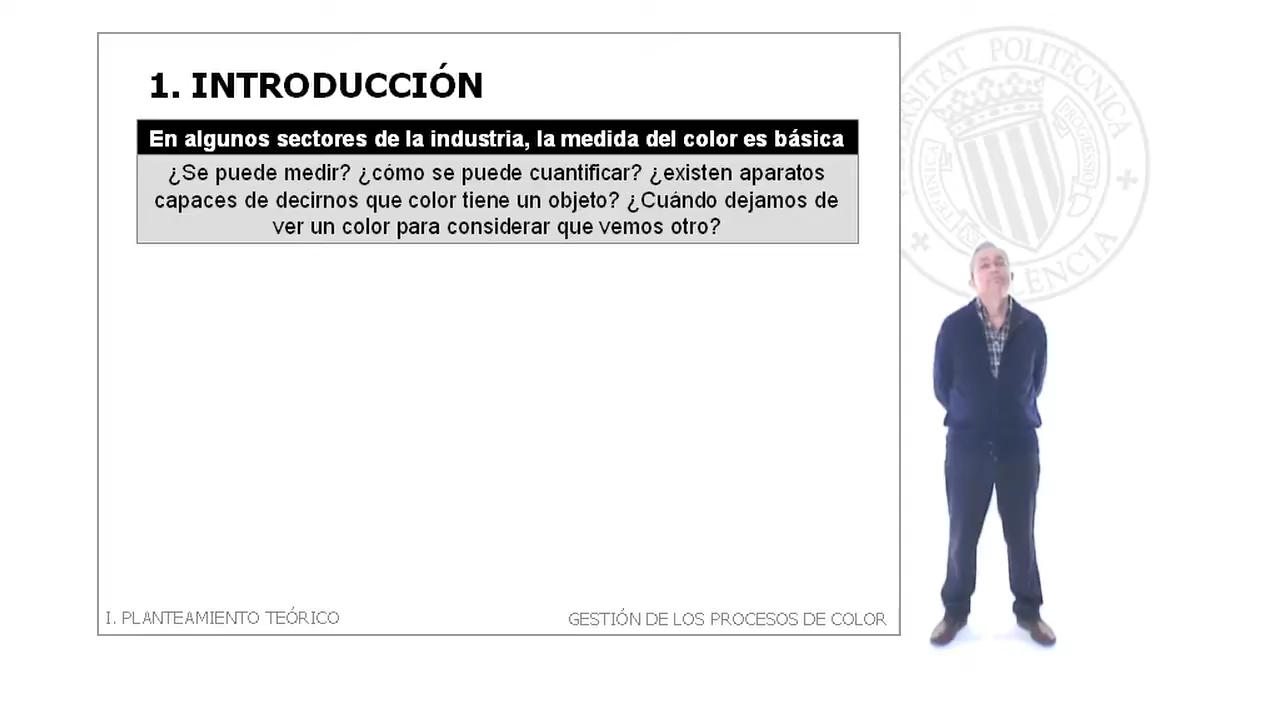 1. INTRODUCCIÓN
En algunos sectores de la industria, la medida del color es básica
¿Se puede medir? ¿cómo se puede cuantificar? ¿existen aparatos
capaces de decirnos que color tiene un objeto? ¿Cuándo dejamos de
ver un color para considerar que vemos otro?
I. PLANTEAMIENTO TEÓRICO
GESTIÓN DE LOS PROCESOS DE COLOR
POLITÈCNICA